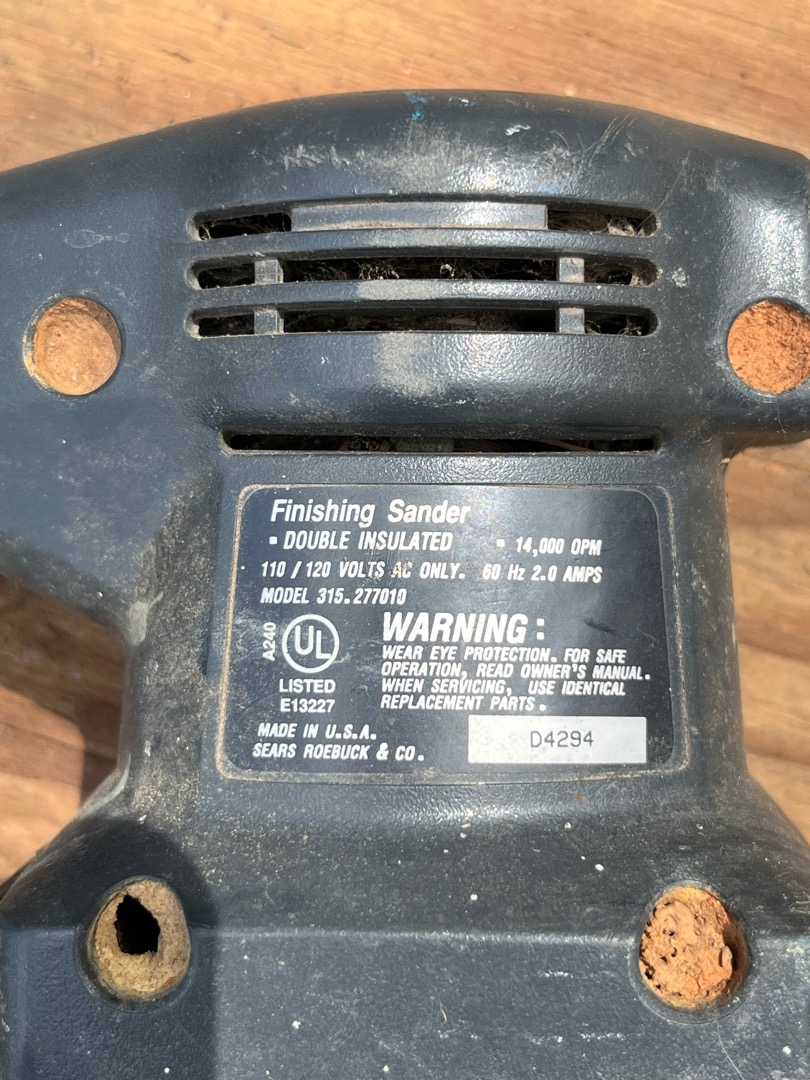 Finishing Sander
▪ DOUBLE INSULATED ▪ 14,000 OPM
110 / 120 VOLTS AC ONLY. 60 Hz 2.0 AMPS
MODEL 315.277010
A240
UL
LISTED
E13227
WARNING:
WEAR EYE PROTECTION. FOR SAFE
OPERATION, READ OWNER'S MANUAL.
WHEN SERVICING, USE IDENTICAL
REPLACEMENT PARTS.
MADE IN U.S.A.
SEARS ROEBUCK & CO.
D4294